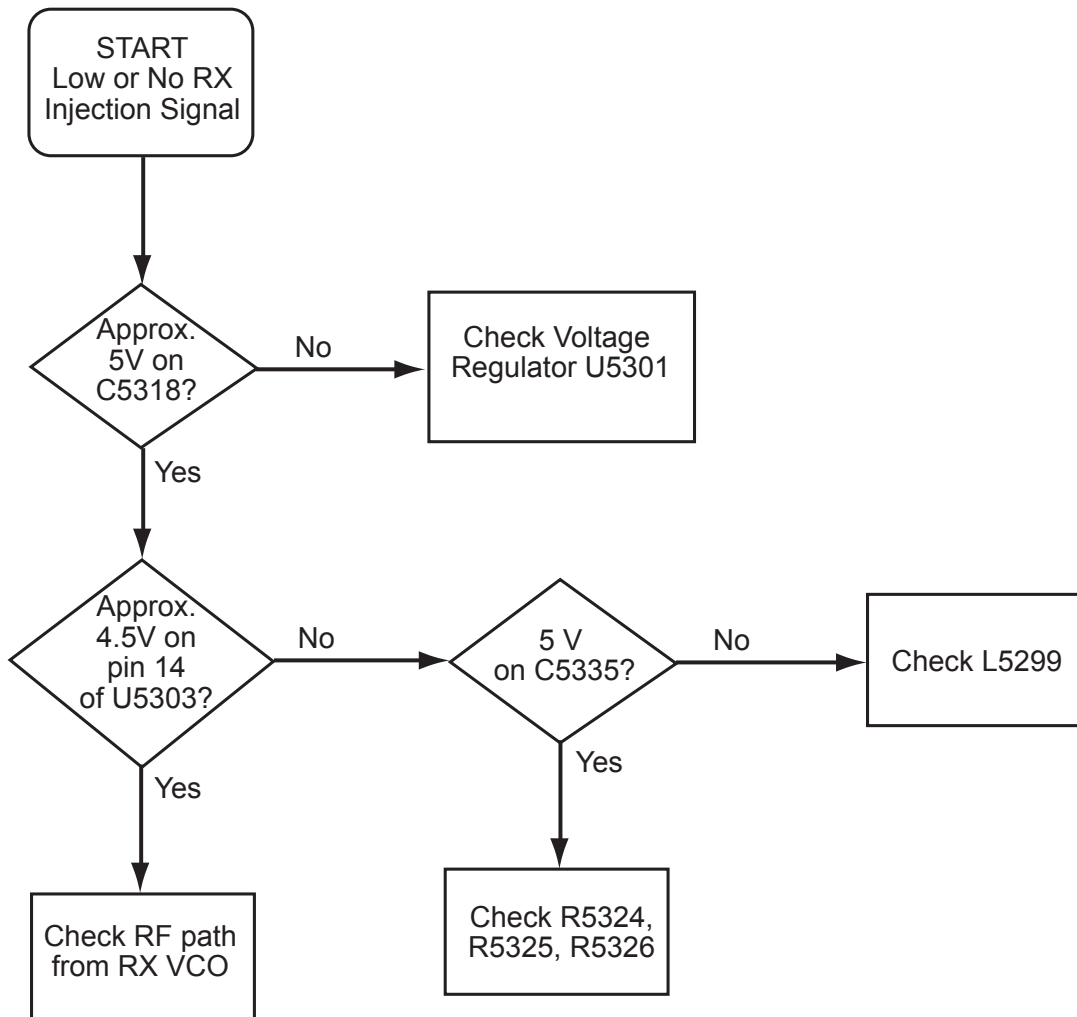 START
Low or No RX
Injection Signal
Approx.
5V on
C5318?
No
Check Voltage
Regulator U5301
Yes
Approx.
4.5V on
pin 14
of U5303?
No
5 V
on C5335?
No
Check L5299
Yes
Yes
Check R5324,
R5325, R5326
Check RF path
from RX VCO